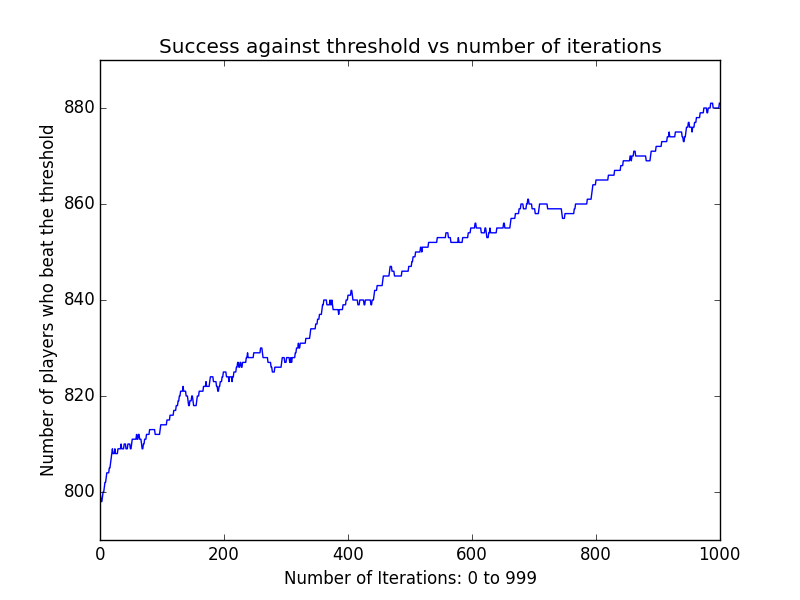 Success against threshold vs number of iterations
Number of players who beat the threshold
880
860
840
820
800
0 200 400 600 800 1000
Number of Iterations: 0 to 999